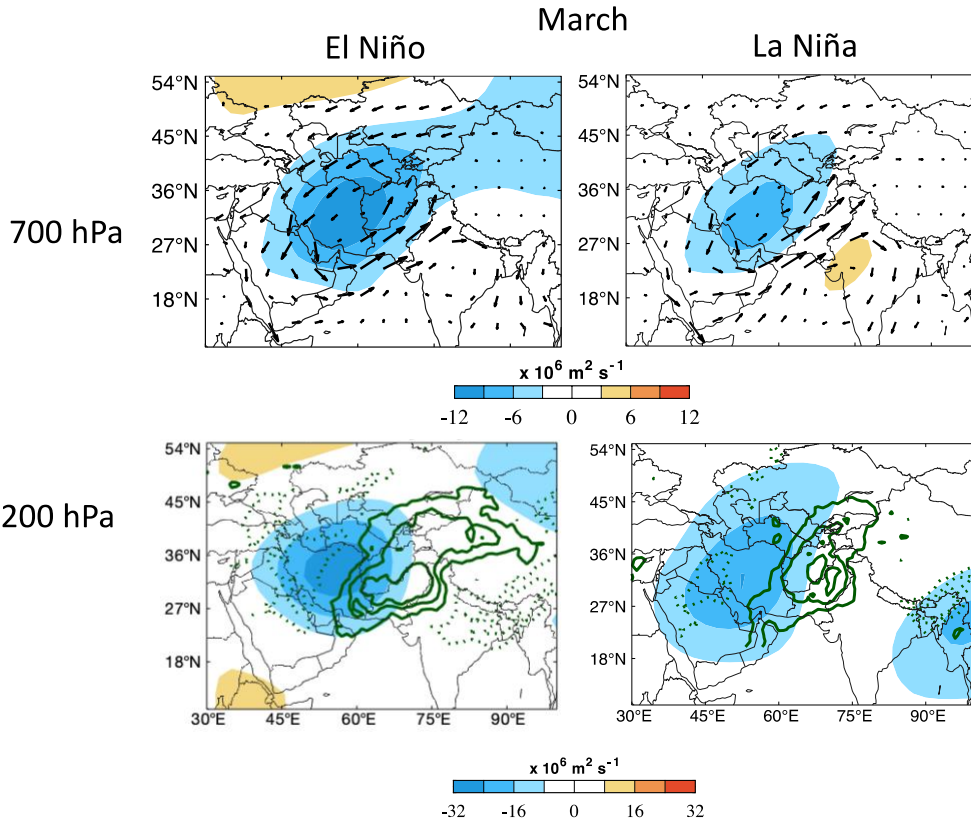 March
El Niño
La Niña
54°N
45°N
36°N
27°N
18°N
700 hPa
54°N
45°N
36°N
27°N
18°N
x 10⁶ m² s⁻¹
-12 -6 0 6 12
54°N
45°N
36°N
27°N
18°N
30°E 45°E 60°E 75°E 90°E
200 hPa
54°N
45°N
36°N
27°N
18°N
30°E 45°E 60°E 75°E 90°E
x 10⁶ m² s⁻¹
-32 -16 0 16 32